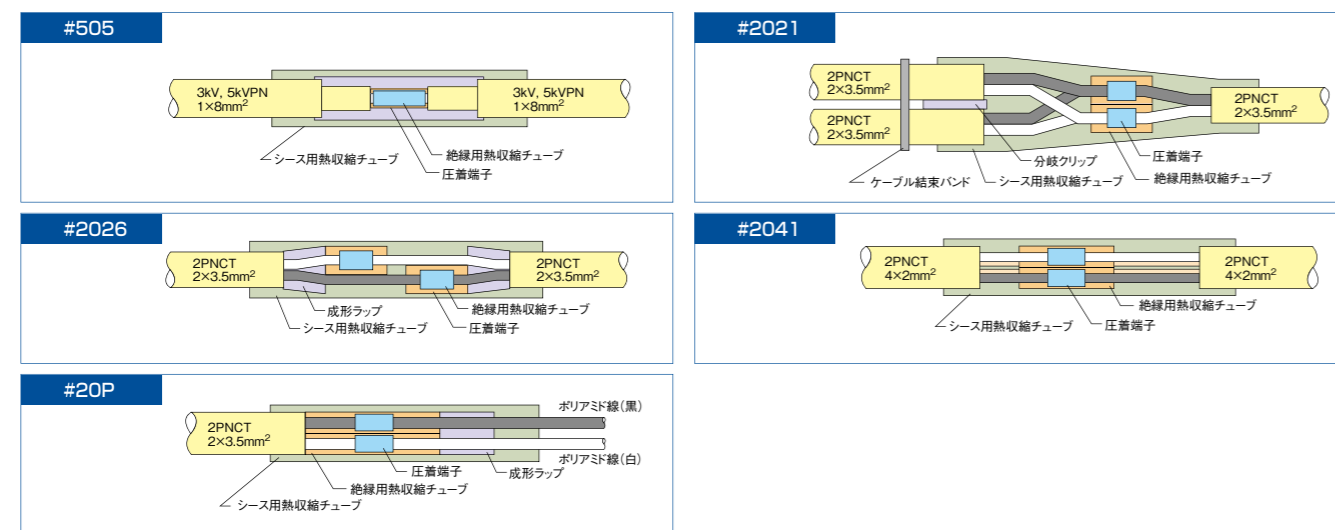 #505
3kV, 5kVPN
1×8mm²
3kV, 5kVPN
1×8mm²
シース用熱収縮チューブ
絶縁用熱収縮チューブ
圧着端子
#2021
2PNCT
2×3.5mm²
2PNCT
2×3.5mm²
2PNCT
2×3.5mm²
分岐クリップ
圧着端子
ケーブル結束バンド
シース用熱収縮チューブ
絶縁用熱収縮チューブ
#2026
2PNCT
2×3.5mm²
2PNCT
2×3.5mm²
成形ラップ
絶縁用熱収縮チューブ
シース用熱収縮チューブ
圧着端子
#2041
2PNCT
4×2mm²
2PNCT
4×2mm²
絶縁用熱収縮チューブ
シース用熱収縮チューブ
圧着端子
#20P
2PNCT
2×3.5mm²
ポリアミド線(黒)
ポリアミド線(白)
圧着端子
成形ラップ
絶縁用熱収縮チューブ
シース用熱収縮チューブ